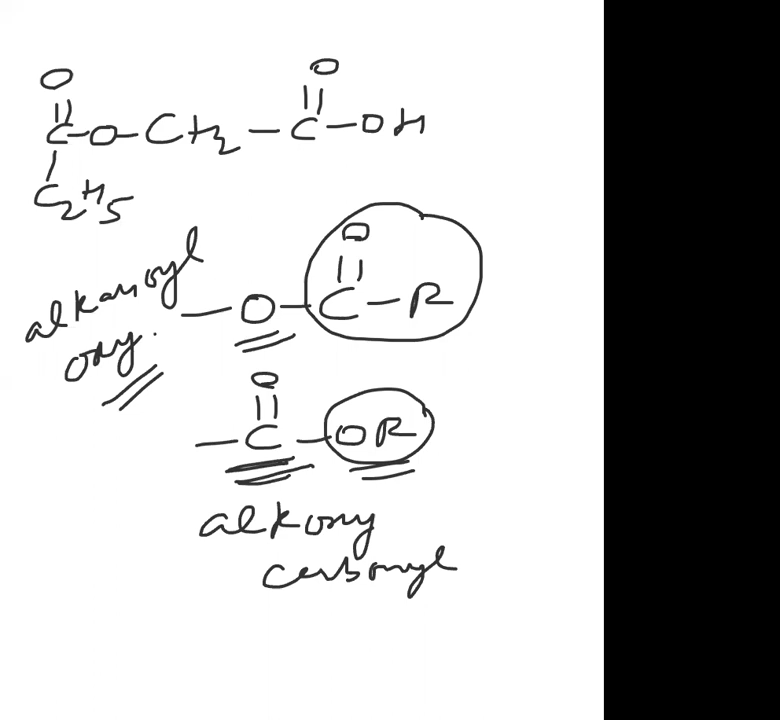 O O
|| ||
C-O-CH2-C-OH
|
C2H5
O
||
alkanoyl -O-C-R
oxy.
O
||
-C-OR
alkoxy
carbonyl